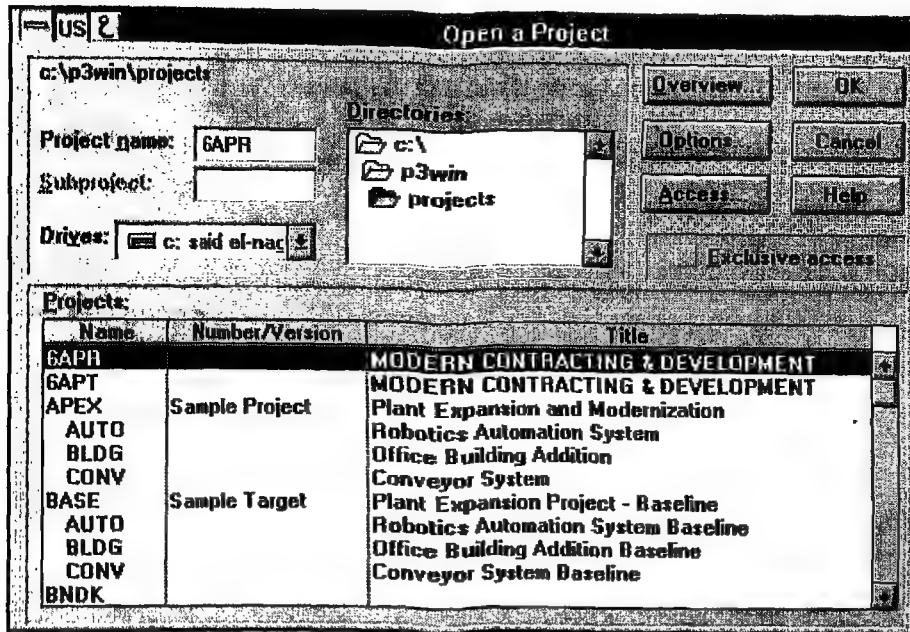 US ع
Open a Project
c:\p3win\projects
Project name: 6APR
Subproject:
Drives: c: said el-nag
Directories:
c:\
p3win
projects
Overview... OK
Options Cancel
Access... Help
Exclusive access
Projects:
Name Number/Version Title
6APR MODERN CONTRACTING & DEVELOPMENT
6APT MODERN CONTRACTING & DEVELOPMENT
APEX Sample Project Plant Expansion and Modernization
AUTO Robotics Automation System
BLDG Office Building Addition
CONV Conveyor System
BASE Sample Target Plant Expansion Project - Baseline
AUTO Robotics Automation System Baseline
BLDG Office Building Addition Baseline
CONV Conveyor System Baseline
BNDK